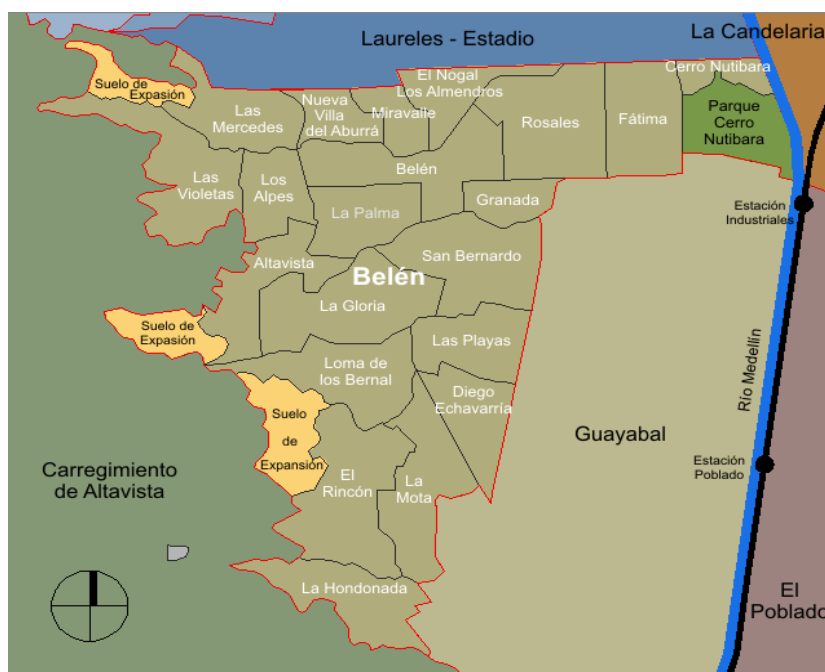 La Candelaria
Laureles - Estadio
Cerro Nutibara
Suelo de
Expasión
El Nogal
Los Almendros
Las
Mercedes
Nueva
Villa
del Aburrá
Miravalle
Rosales
Fátima
Parque
Cerro
Nutibara
Belén
Las
Violetas
Los
Alpes
Granada
Estación
Industriales
La Palma
Altavista
San Bernardo
Belén
La Gloria
Suelo de
Expasión
Las Playas
Loma de
los Bernal
Río Medellín
Diego
Echavarría
Suelo
de
Expansión
Guayabal
Carregimiento
de Altavista
El
Rincón
La
Mota
Estación
Poblado
La Hondonada
El
Poblado